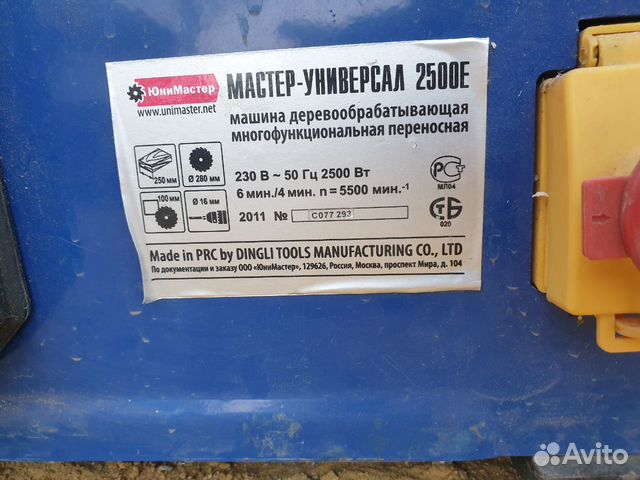 ЮниМастер
www.unimaster.net
МАСТЕР-УНИВЕРСАЛ 2500Е
машина деревообрабатывающая
многофункциональная переносная
250 мм
Ø 280 мм
100 мм
Ø 16 мм
230 В ~ 50 Гц 2500 Вт
6 мин./4 мин. n = 5500 мин.-1
2011 № C077 293
МЛ04
020
Made in PRC by DINGLI TOOLS MANUFACTURING CO., LTD
По документации и заказу ООО «ЮниМастер», 129626, Россия, Москва, проспект Мира, д. 104
Avito